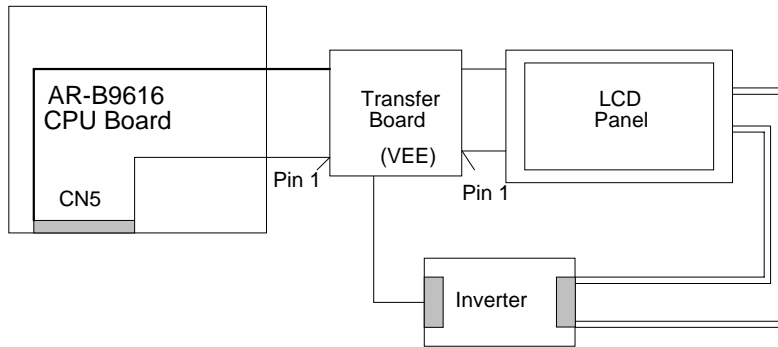 AR-B9616
CPU Board
CN5
Pin 1
Transfer
Board
(VEE)
Pin 1
LCD
Panel
Inverter